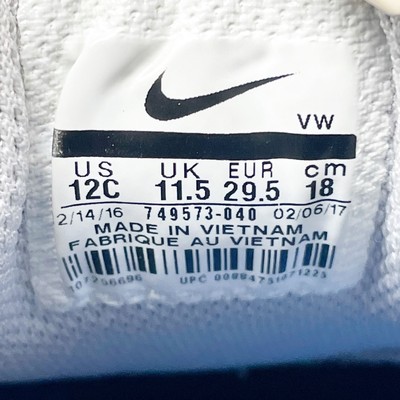 VW
US UK EUR cm
12C 11.5 29.5 18
2/14/16 749573-040 02/06/17
MADE IN VIETNAM
FABRIQUE AU VIETNAM
UPC